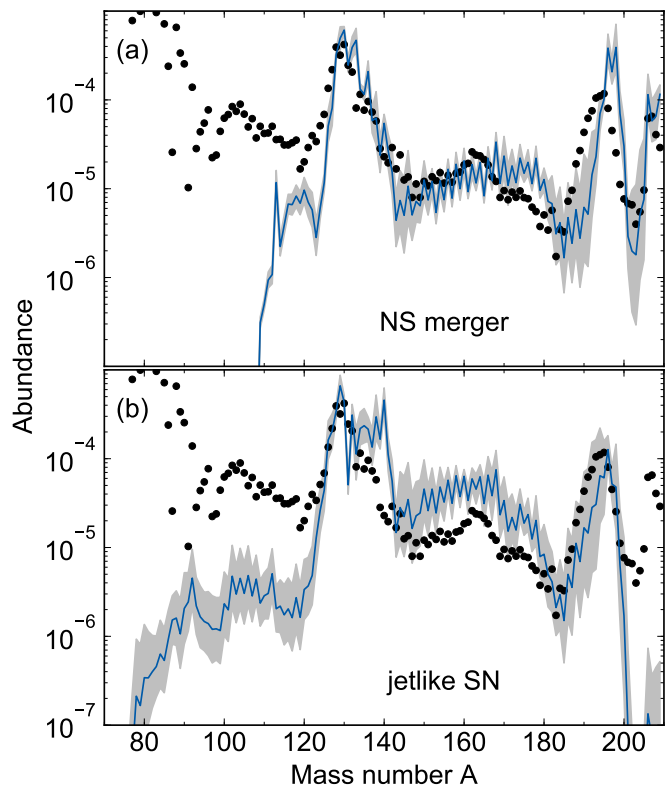 (a)
10⁻⁴
10⁻⁵
10⁻⁶
NS merger
Abundance
(b)
10⁻⁴
10⁻⁵
10⁻⁶
10⁻⁷
jetlike SN
80 100 120 140 160 180 200
Mass number A